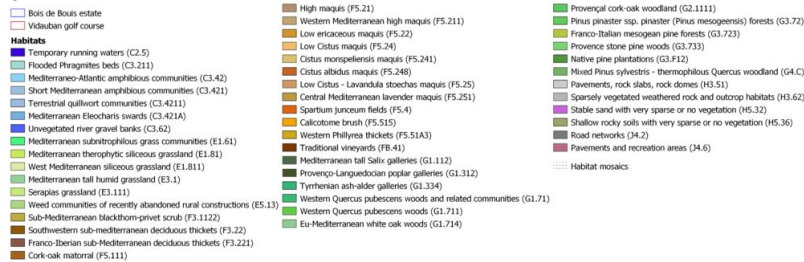 Bois de Bouis estate
Vidauban golf course
Habitats
Temporary running waters (C2.5)
Flooded Phragmites beds (C3.211)
Mediterraneo-Atlantic amphibious communities (C3.42)
Short Mediterranean amphibious communities (C3.421)
Terrestrial quillwort communities (C3.4211)
Mediterranean Eleocharis swards (C3.421A)
Unvegetated river gravel banks (C3.62)
Mediterranean subnitrophilous grass communities (E1.61)
Mediterranean therophytic siliceous grassland (E1.81)
West Mediterranean siliceous grassland (E1.811)
Mediterranean tall humid grassland (E3.1)
Serapias grassland (E3.111)
Weed communities of recently abandoned rural constructions (E5.13)
Sub-Mediterranean blackthorn-privet scrub (F3.1122)
Southwestern sub-mediterranean deciduous thickets (F3.22)
Franco-Iberian sub-Mediterranean deciduous thickets (F3.221)
Cork-oak matorral (F5.111)
High maquis (F5.21)
Western Mediterranean high maquis (F5.211)
Low ericaceous maquis (F5.22)
Low Cistus maquis (F5.24)
Cistus monspeliensis maquis (F5.241)
Cistus albidus maquis (F5.248)
Low Cistus - Lavandula stoechas maquis (F5.25)
Central Mediterranean lavender maquis (F5.251)
Spartium junceum fields (F5.4)
Calicotome brush (F5.515)
Western Phillyrea thickets (F5.51A3)
Traditional vineyards (FB.41)
Mediterranean tall Salix galleries (G1.112)
Provenço-Languedocian poplar galleries (G1.312)
Tyrrhenian ash-alder galleries (G1.334)
Western Quercus pubescens woods and related communities (G1.71)
Western Quercus pubescens woods (G1.711)
Eu-Mediterranean white oak woods (G1.714)
Provençal cork-oak woodland (G2.1111)
Pinus pinaster ssp. pinaster (Pinus mesogeensis) forests (G3.72)
Franco-Italian mesogean pine forests (G3.723)
Provence stone pine woods (G3.733)
Native pine plantations (G3.F12)
Mixed Pinus sylvestris - thermophilous Quercus woodland (G4.C)
Pavements, rock slabs, rock domes (H3.51)
Sparsely vegetated weathered rock and outcrop habitats (H3.62)
Stable sand with very sparse or no vegetation (H5.32)
Shallow rocky soils with very sparse or no vegetation (H5.36)
Road networks (J4.2)
Pavements and recreation areas (J4.6)
Habitat mosaics